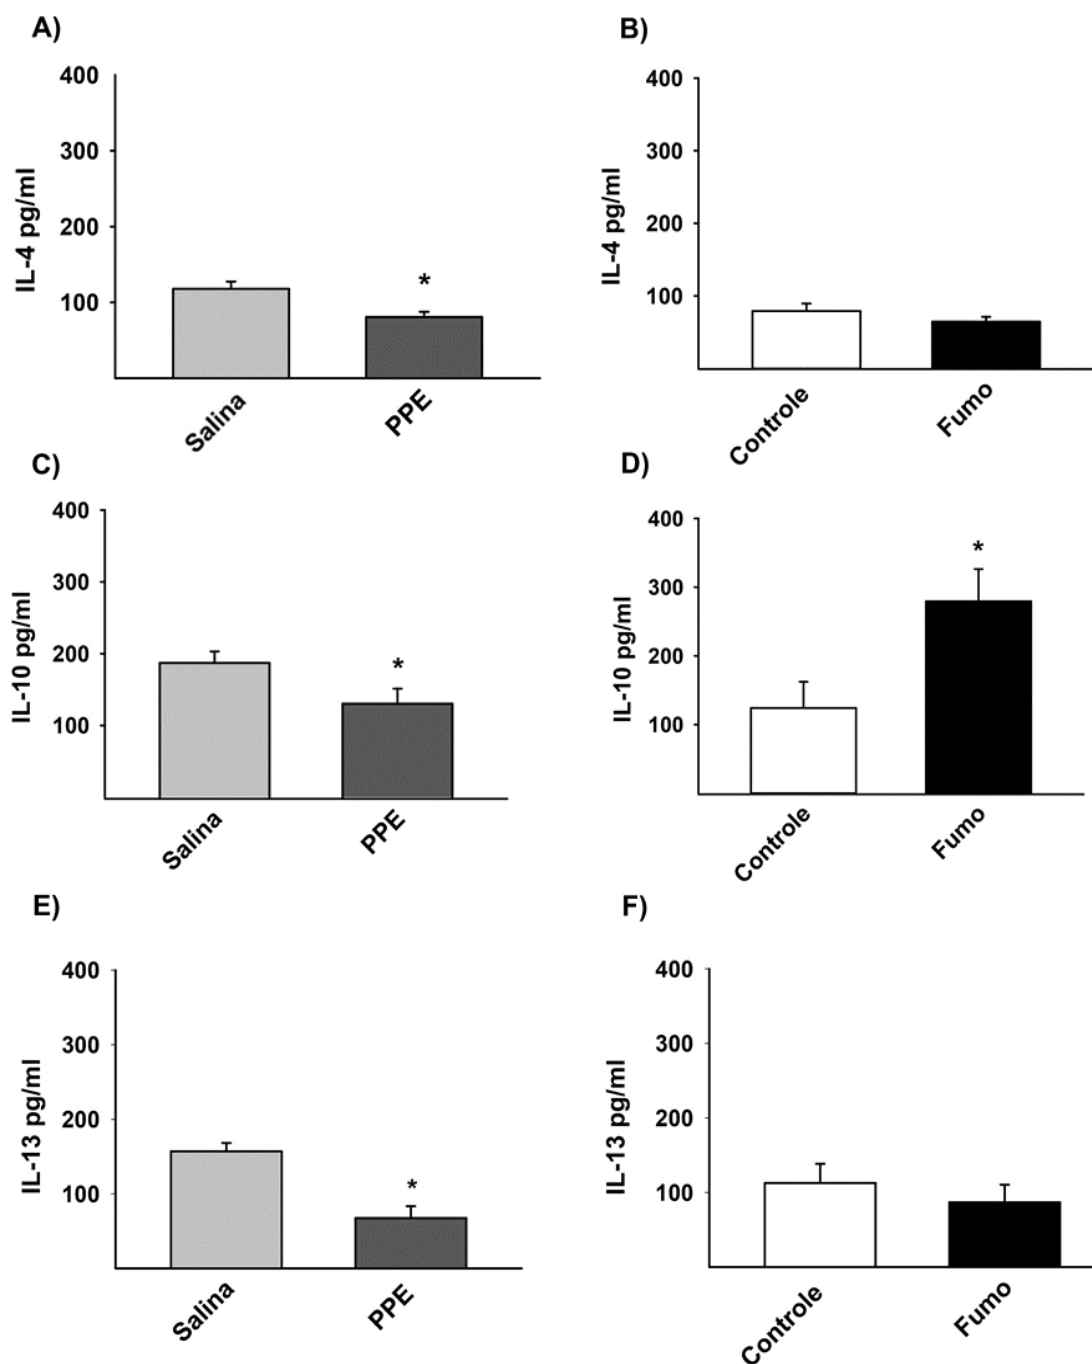 A)
400
300
200
100
IL-4 pg/ml
*
Salina
PPE
B)
400
300
200
100
IL-4 pg/ml
Controle
Fumo
C)
400
300
200
100
IL-10 pg/ml
*
Salina
PPE
D)
400
300
200
100
IL-10 pg/ml
*
Controle
Fumo
E)
400
300
200
100
IL-13 pg/ml
*
Salina
PPE
F)
400
300
200
100
IL-13 pg/ml
Controle
Fumo